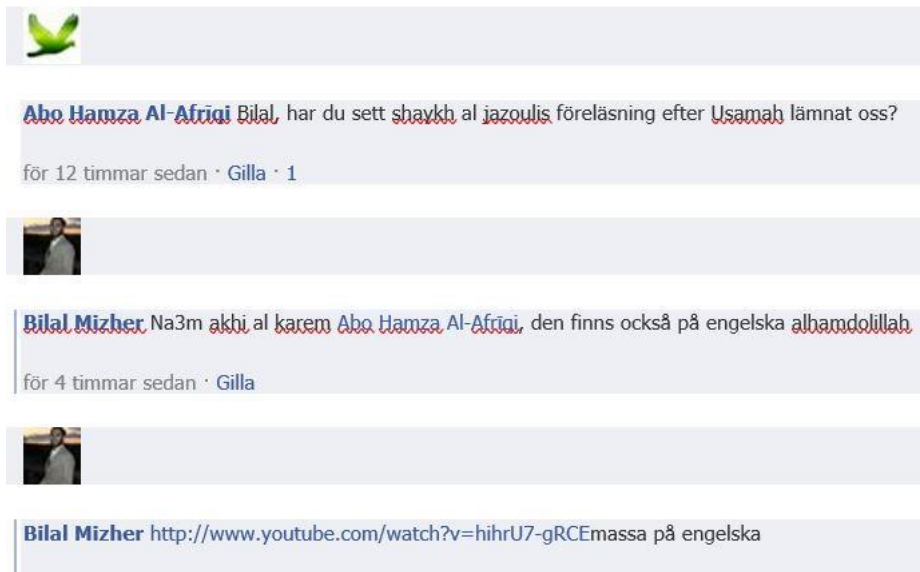 Abo Hamza Al-Afrīqi Bilal, har du sett shaykh al jazoulis föreläsning efter Usamah lämnat oss?
för 12 timmar sedan · Gilla · 1
Bilal Mizher Na3m akhi al karem Abo Hamza Al-Afrīqi, den finns också på engelska alhamdolillah
för 4 timmar sedan · Gilla
Bilal Mizher http://www.youtube.com/watch?v=hihrU7-gRCEmassa på engelska